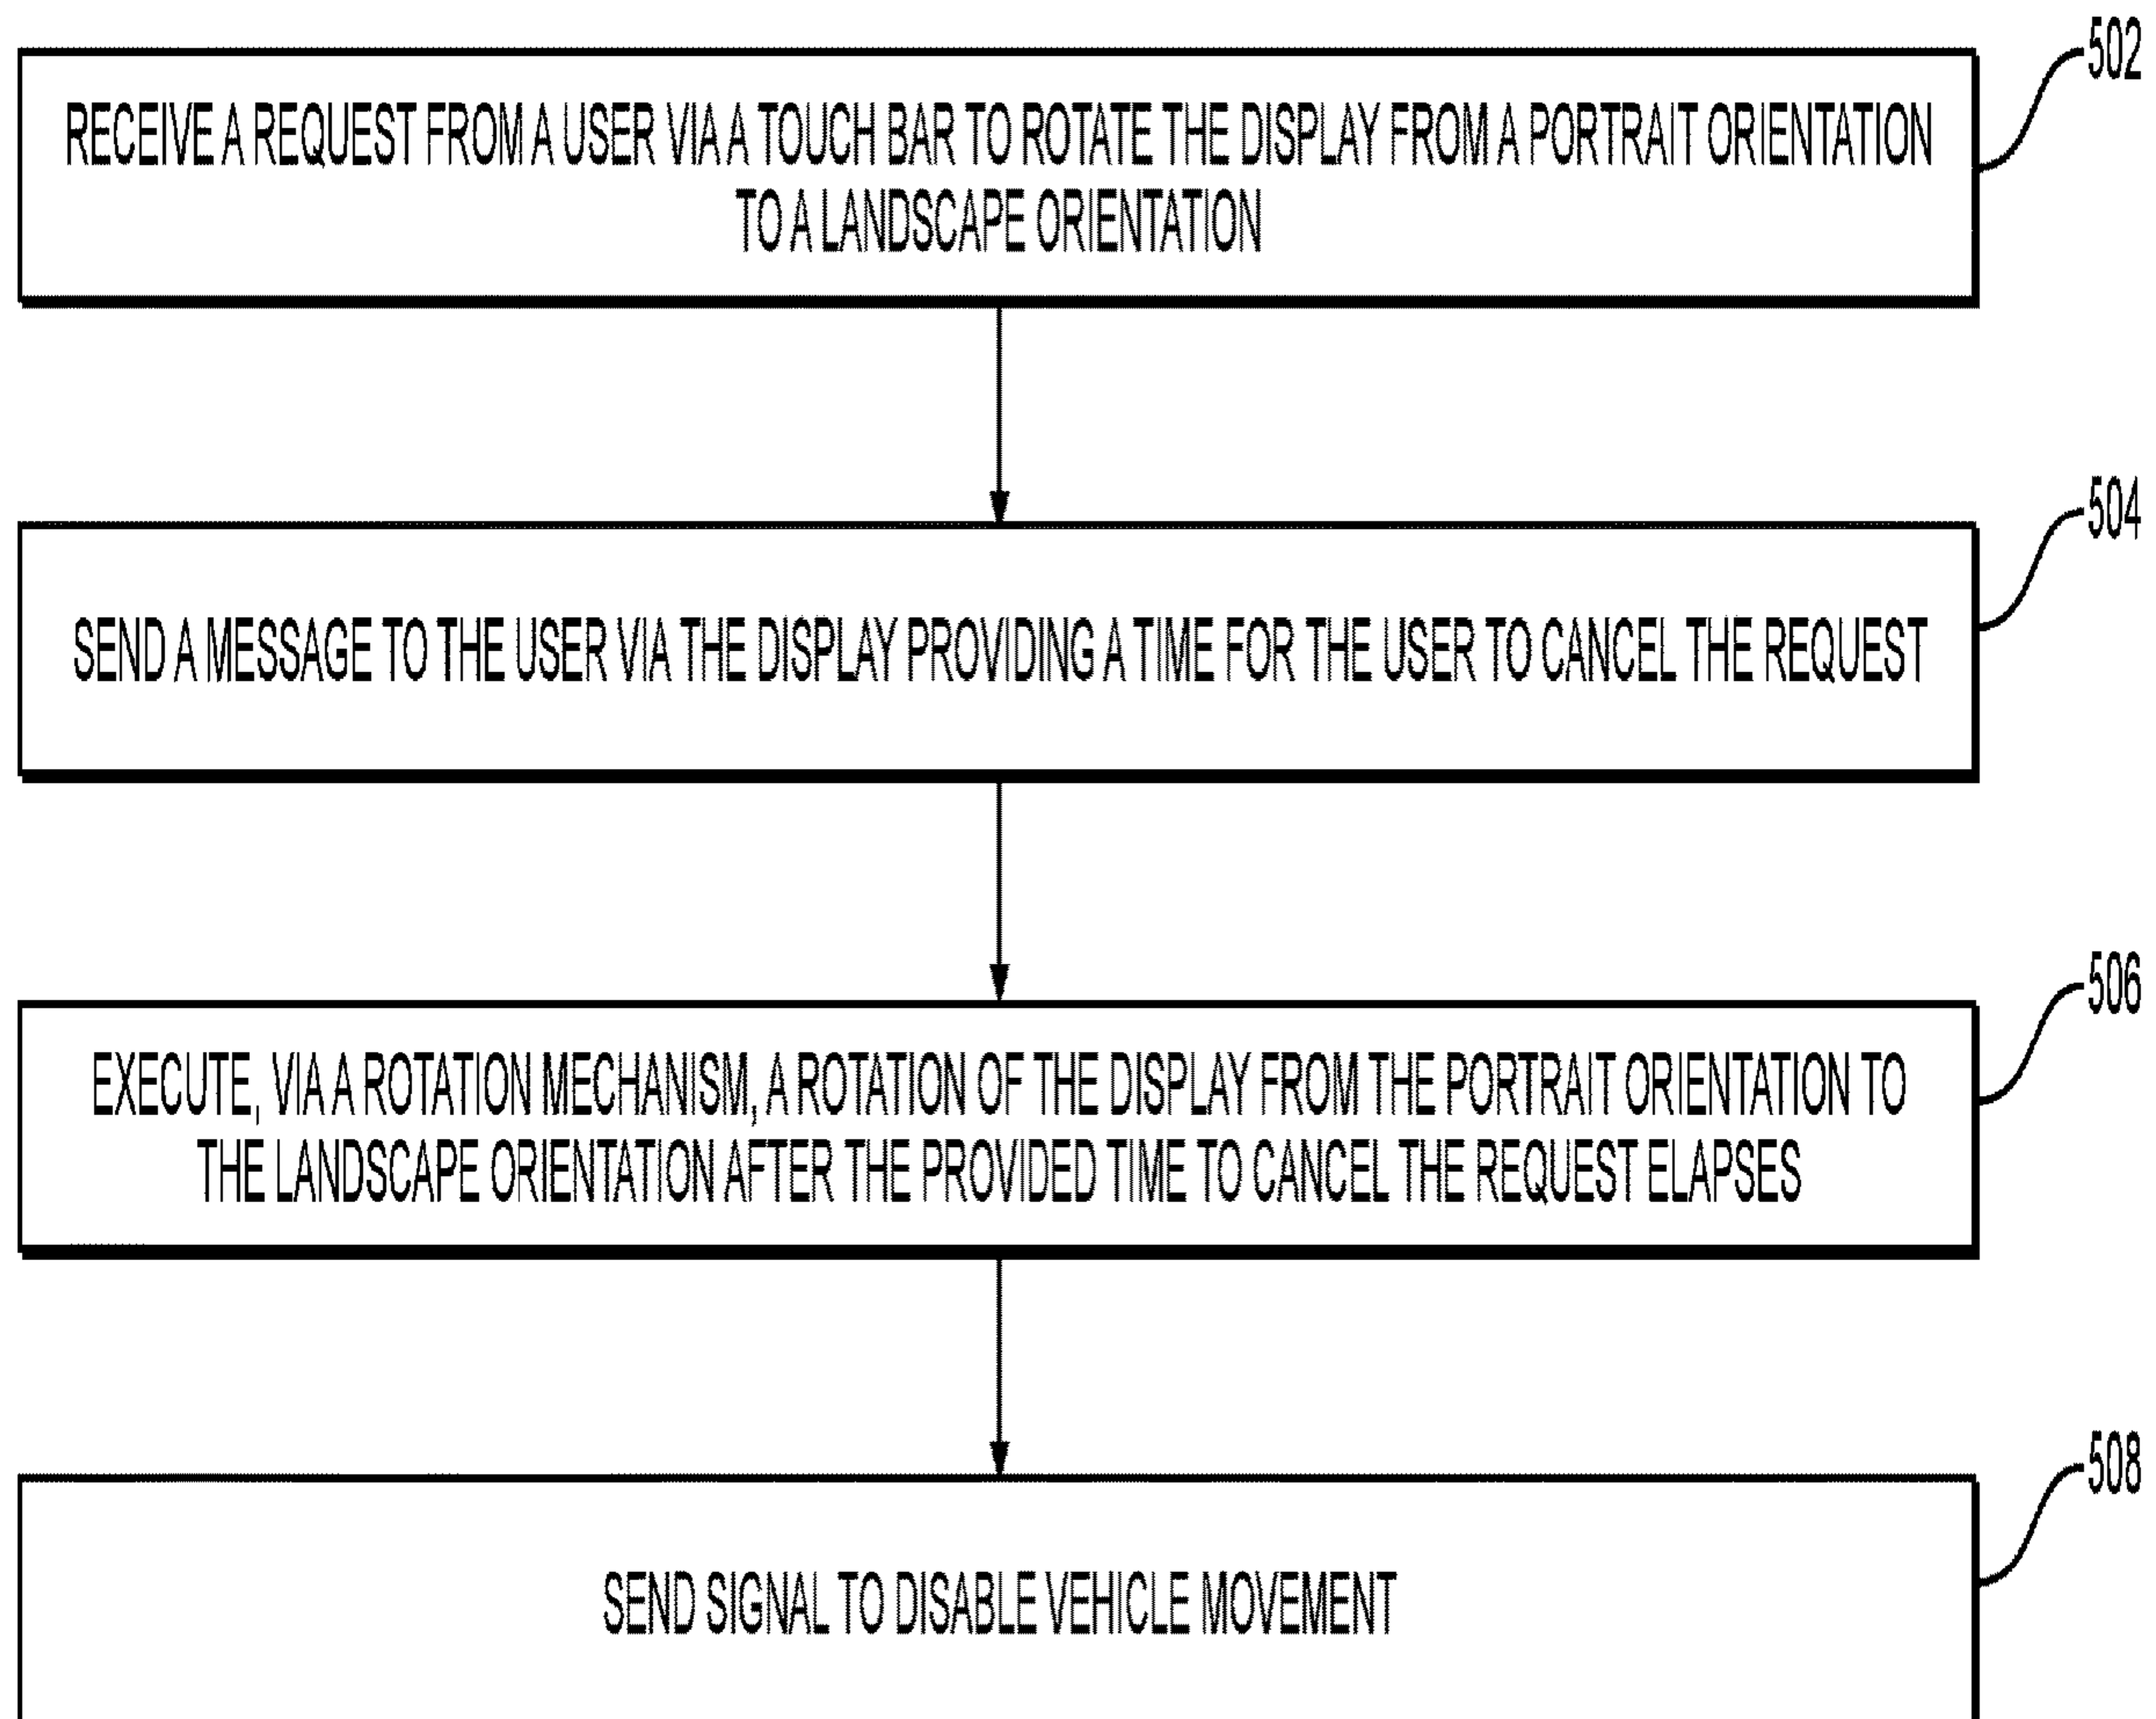 502
RECEIVE A REQUEST FROM A USER VIA A TOUCH BAR TO ROTATE THE DISPLAY FROM A PORTRAIT ORIENTATION
TO A LANDSCAPE ORIENTATION
504
SEND A MESSAGE TO THE USER VIA THE DISPLAY PROVIDING A TIME FOR THE USER TO CANCEL THE REQUEST
506
EXECUTE, VIA A ROTATION MECHANISM, A ROTATION OF THE DISPLAY FROM THE PORTRAIT ORIENTATION TO
THE LANDSCAPE ORIENTATION AFTER THE PROVIDED TIME TO CANCEL THE REQUEST ELAPSES
508
SEND SIGNAL TO DISABLE VEHICLE MOVEMENT